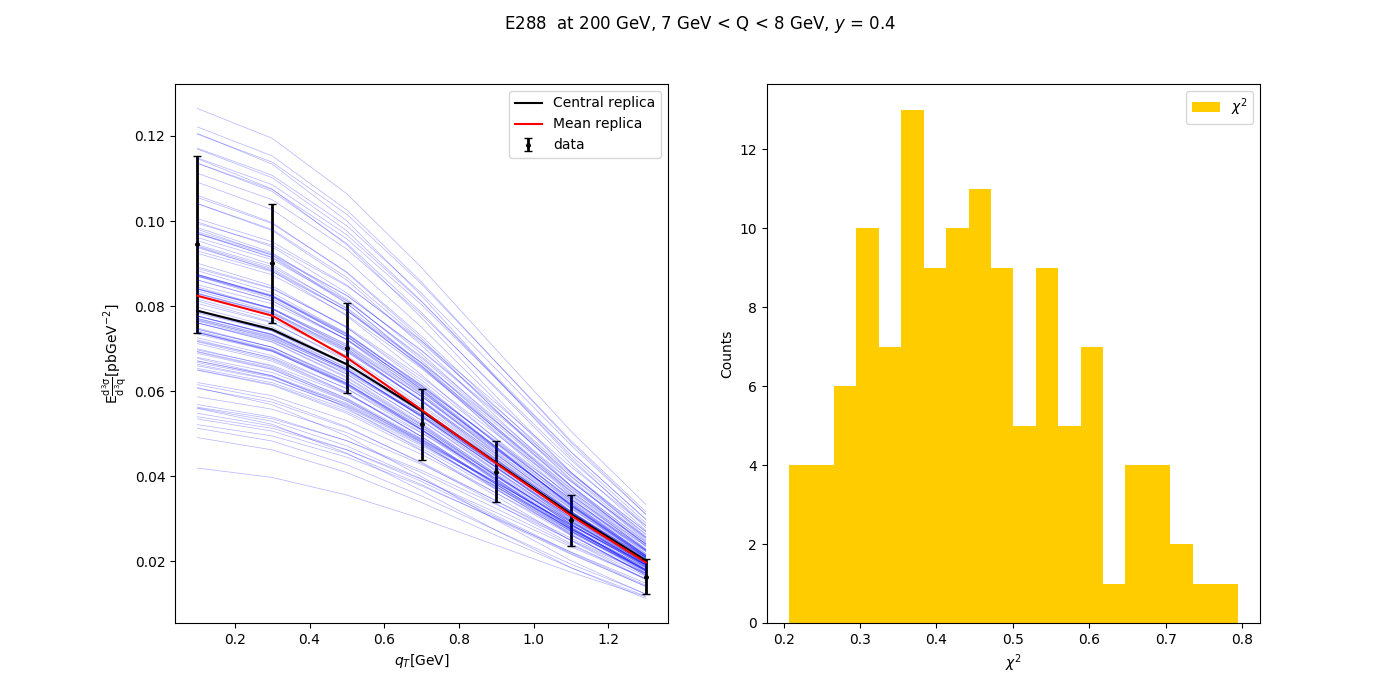 E288 at 200 GeV, 7 GeV < Q < 8 GeV, y = 0.4
Central replica
Mean replica
data
0.12
0.10
0.08
0.06
0.04
0.02
E d³σ/d³q [pbGeV⁻²]
0.2 0.4 0.6 0.8 1.0 1.2
q_T[GeV]
χ²
12
10
8
6
4
2
0
Counts
0.2 0.3 0.4 0.5 0.6 0.7 0.8
χ²